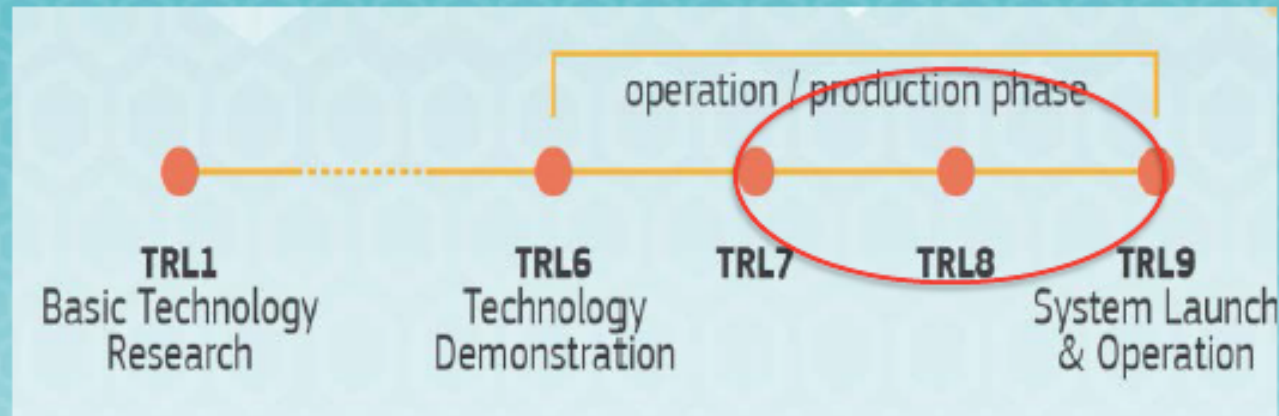 operation / production phase
TRL1
Basic Technology
Research
TRL6
Technology
Demonstration
TRL7
TRL8
TRL9
System Launch
& Operation